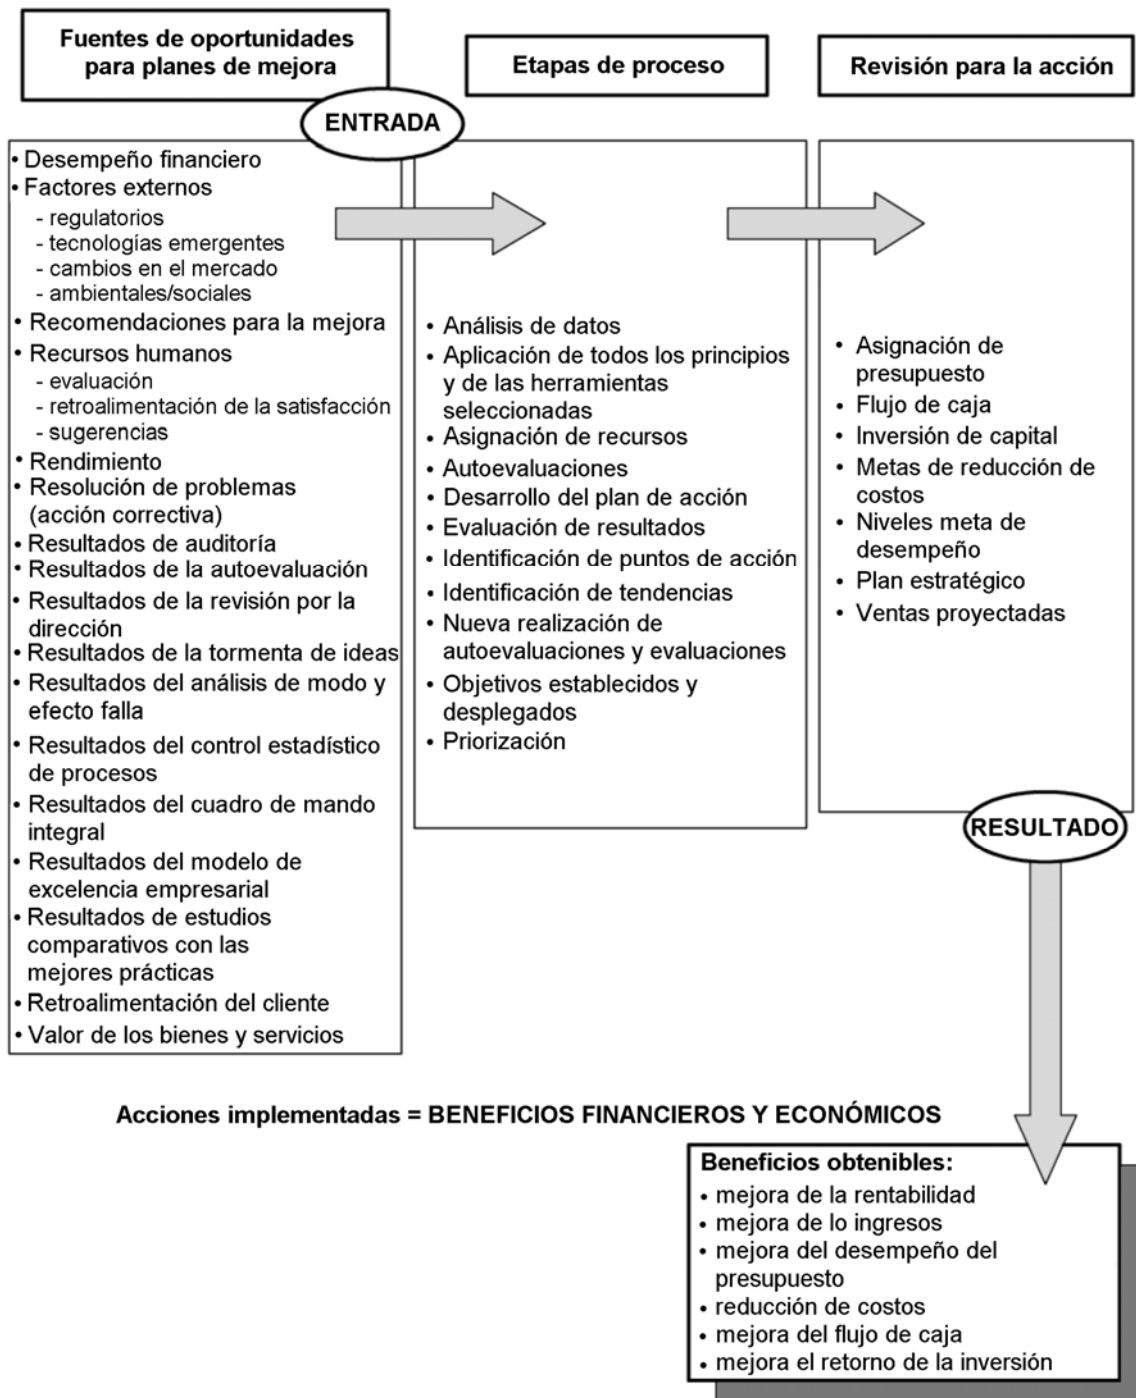 Fuentes de oportunidades
para planes de mejora
ENTRADA
• Desempeño financiero
• Factores externos
- regulatorios
- tecnologías emergentes
- cambios en el mercado
- ambientales/sociales
• Recomendaciones para la mejora
• Recursos humanos
- evaluación
- retroalimentación de la satisfacción
- sugerencias
• Rendimiento
• Resolución de problemas
(acción correctiva)
• Resultados de auditoría
• Resultados de la autoevaluación
• Resultados de la revisión por la
dirección
• Resultados de la tormenta de ideas
• Resultados del análisis de modo y
efecto falla
• Resultados del control estadístico
de procesos
• Resultados del cuadro de mando
integral
• Resultados del modelo de
excelencia empresarial
• Resultados de estudios
comparativos con las
mejores prácticas
• Retroalimentación del cliente
• Valor de los bienes y servicios
Etapas de proceso
• Análisis de datos
• Aplicación de todos los principios
y de las herramientas
seleccionadas
• Asignación de recursos
• Autoevaluaciones
• Desarrollo del plan de acción
• Evaluación de resultados
• Identificación de puntos de acción
• Identificación de tendencias
• Nueva realización de
autoevaluaciones y evaluaciones
• Objetivos establecidos y
desplegados
• Priorización
Revisión para la acción
• Asignación de
presupuesto
• Flujo de caja
• Inversión de capital
• Metas de reducción de
costos
• Niveles meta de
desempeño
• Plan estratégico
• Ventas proyectadas
RESULTADO
Acciones implementadas = BENEFICIOS FINANCIEROS Y ECONÓMICOS
Beneficios obtenibles:
• mejora de la rentabilidad
• mejora de lo ingresos
• mejora del desempeño del
presupuesto
• reducción de costos
• mejora del flujo de caja
• mejora el retorno de la inversión